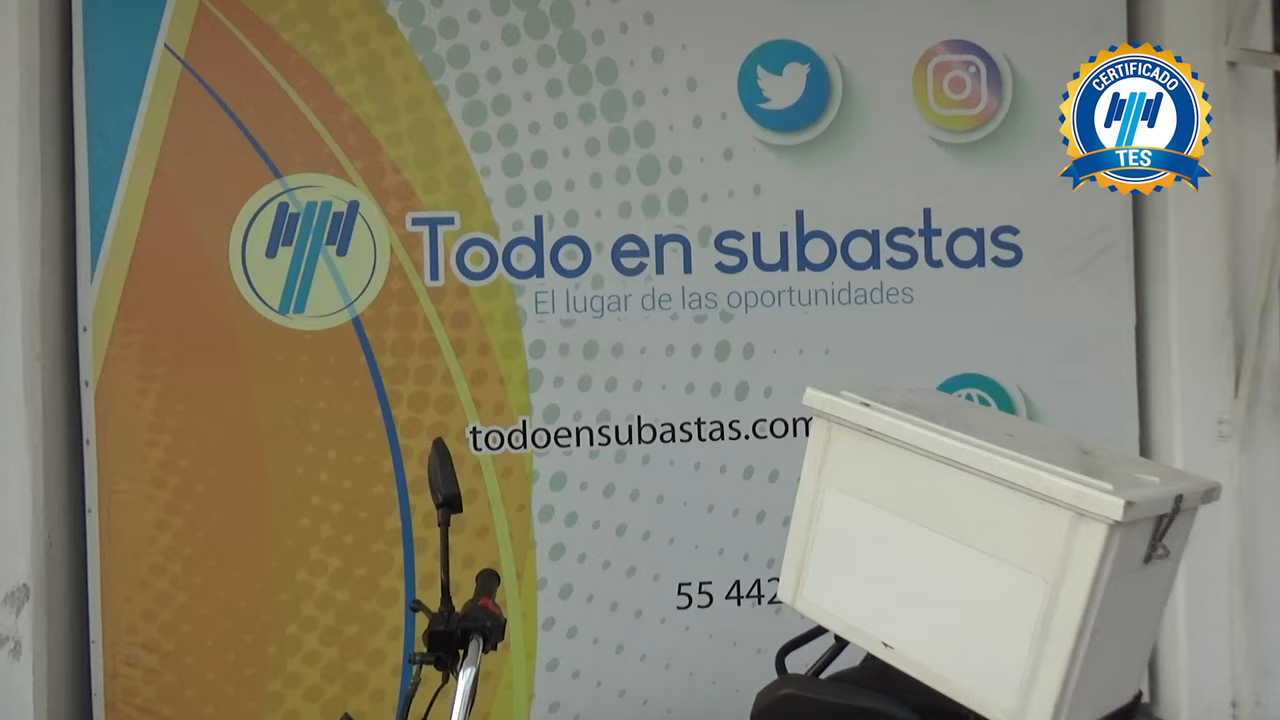 CERTIFICADO
TES
Todo en subastas
El lugar de las oportunidades
todoensubastas.com
55 442